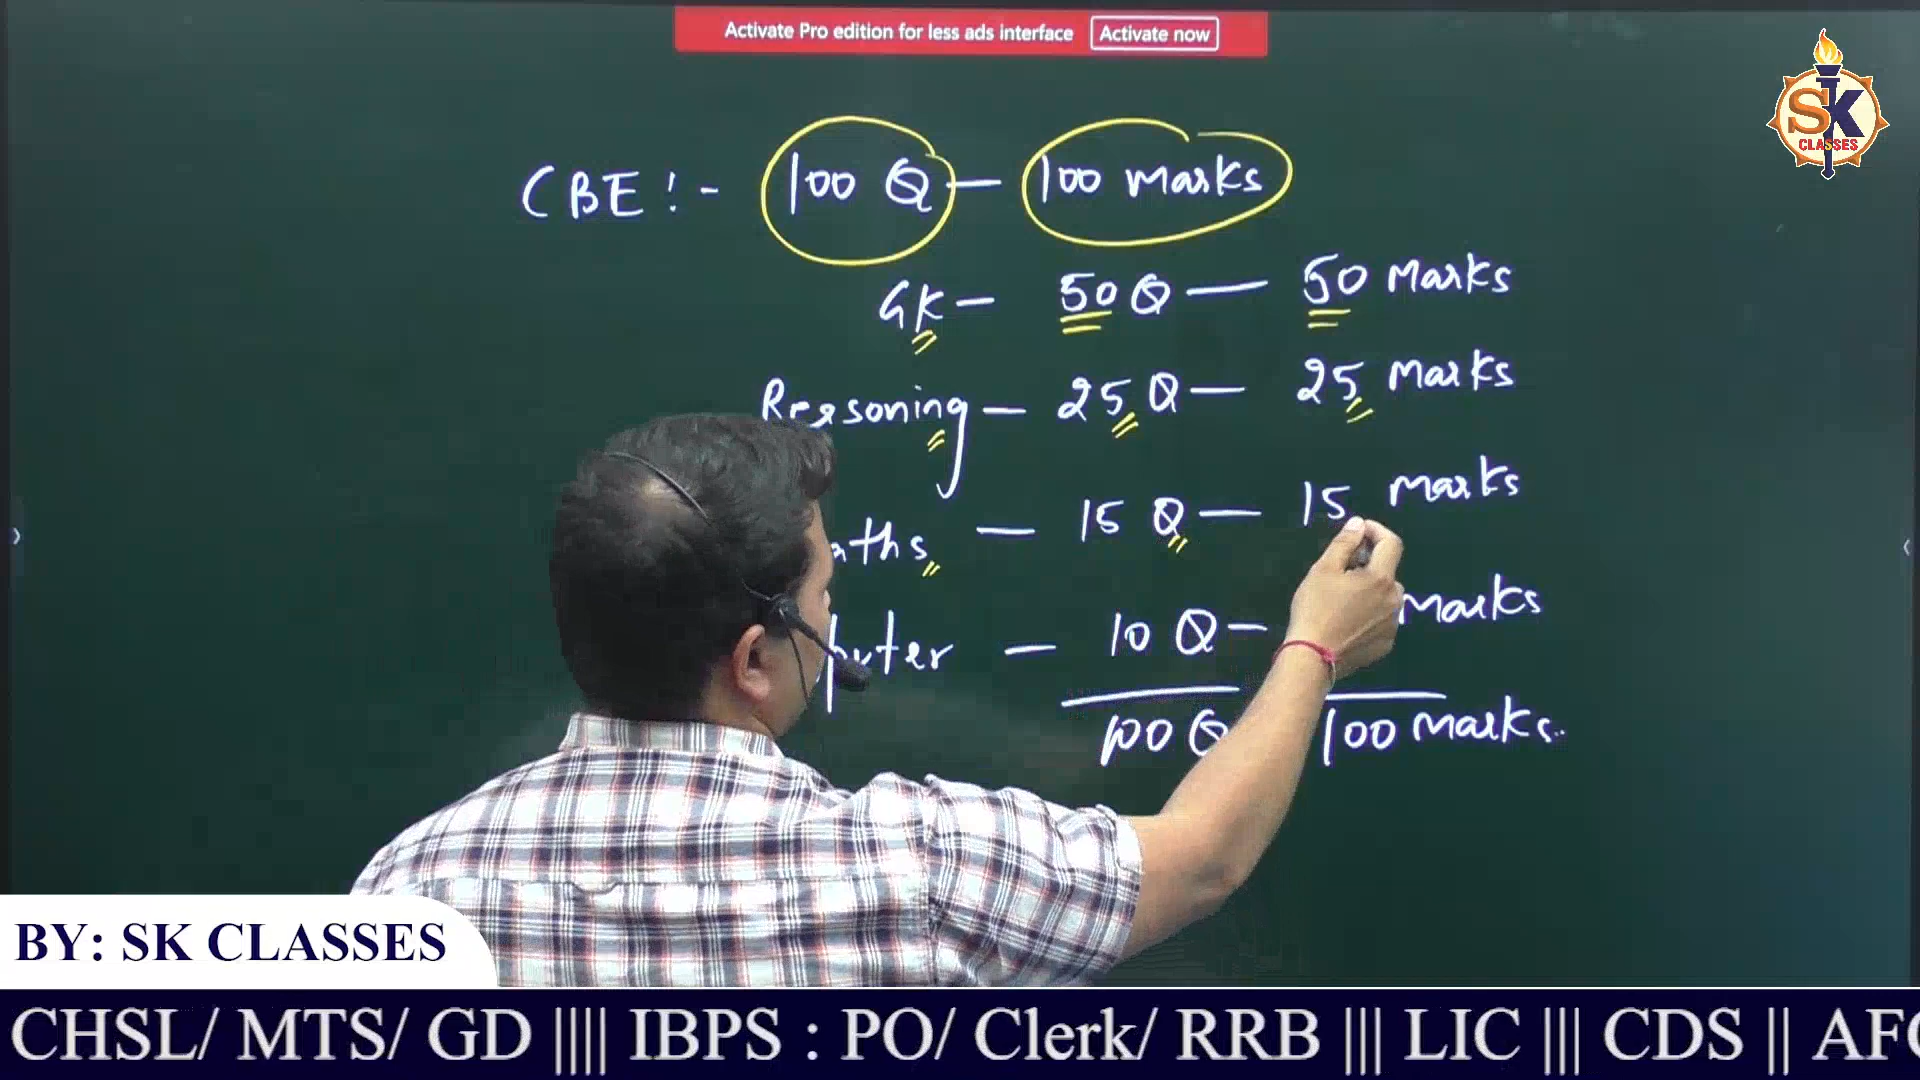 Activate Pro edition for less ads interface Activate now
SK
CLASSES
CBE :- 100 Q — 100 marks
GK — 50 Q — 50 Marks
Reasoning — 25 Q — 25 Marks
aths — 15 Q — 15 marks
puter — 10 Q — Marks
100 Q 100 Marks.
BY: SK CLASSES
CHSL/ MTS/ GD |||| IBPS : PO/ Clerk/ RRB ||| LIC ||| CDS || AFC